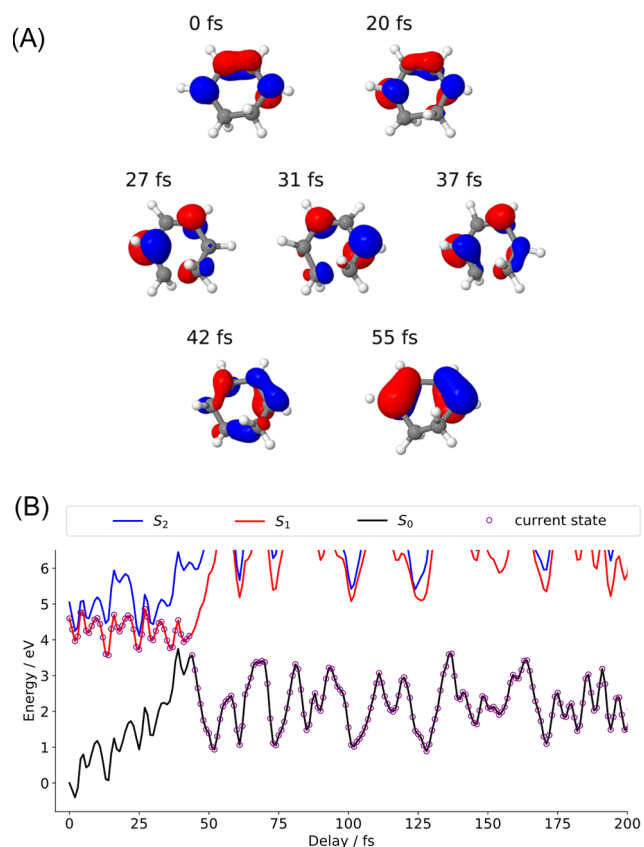 (A)
0 fs
20 fs
27 fs
31 fs
37 fs
42 fs
55 fs
(B)
S₂
S₁
S₀
current state
6
5
4
3
2
1
0
Energy / eV
0
25
50
75
100
125
150
175
200
Delay / fs